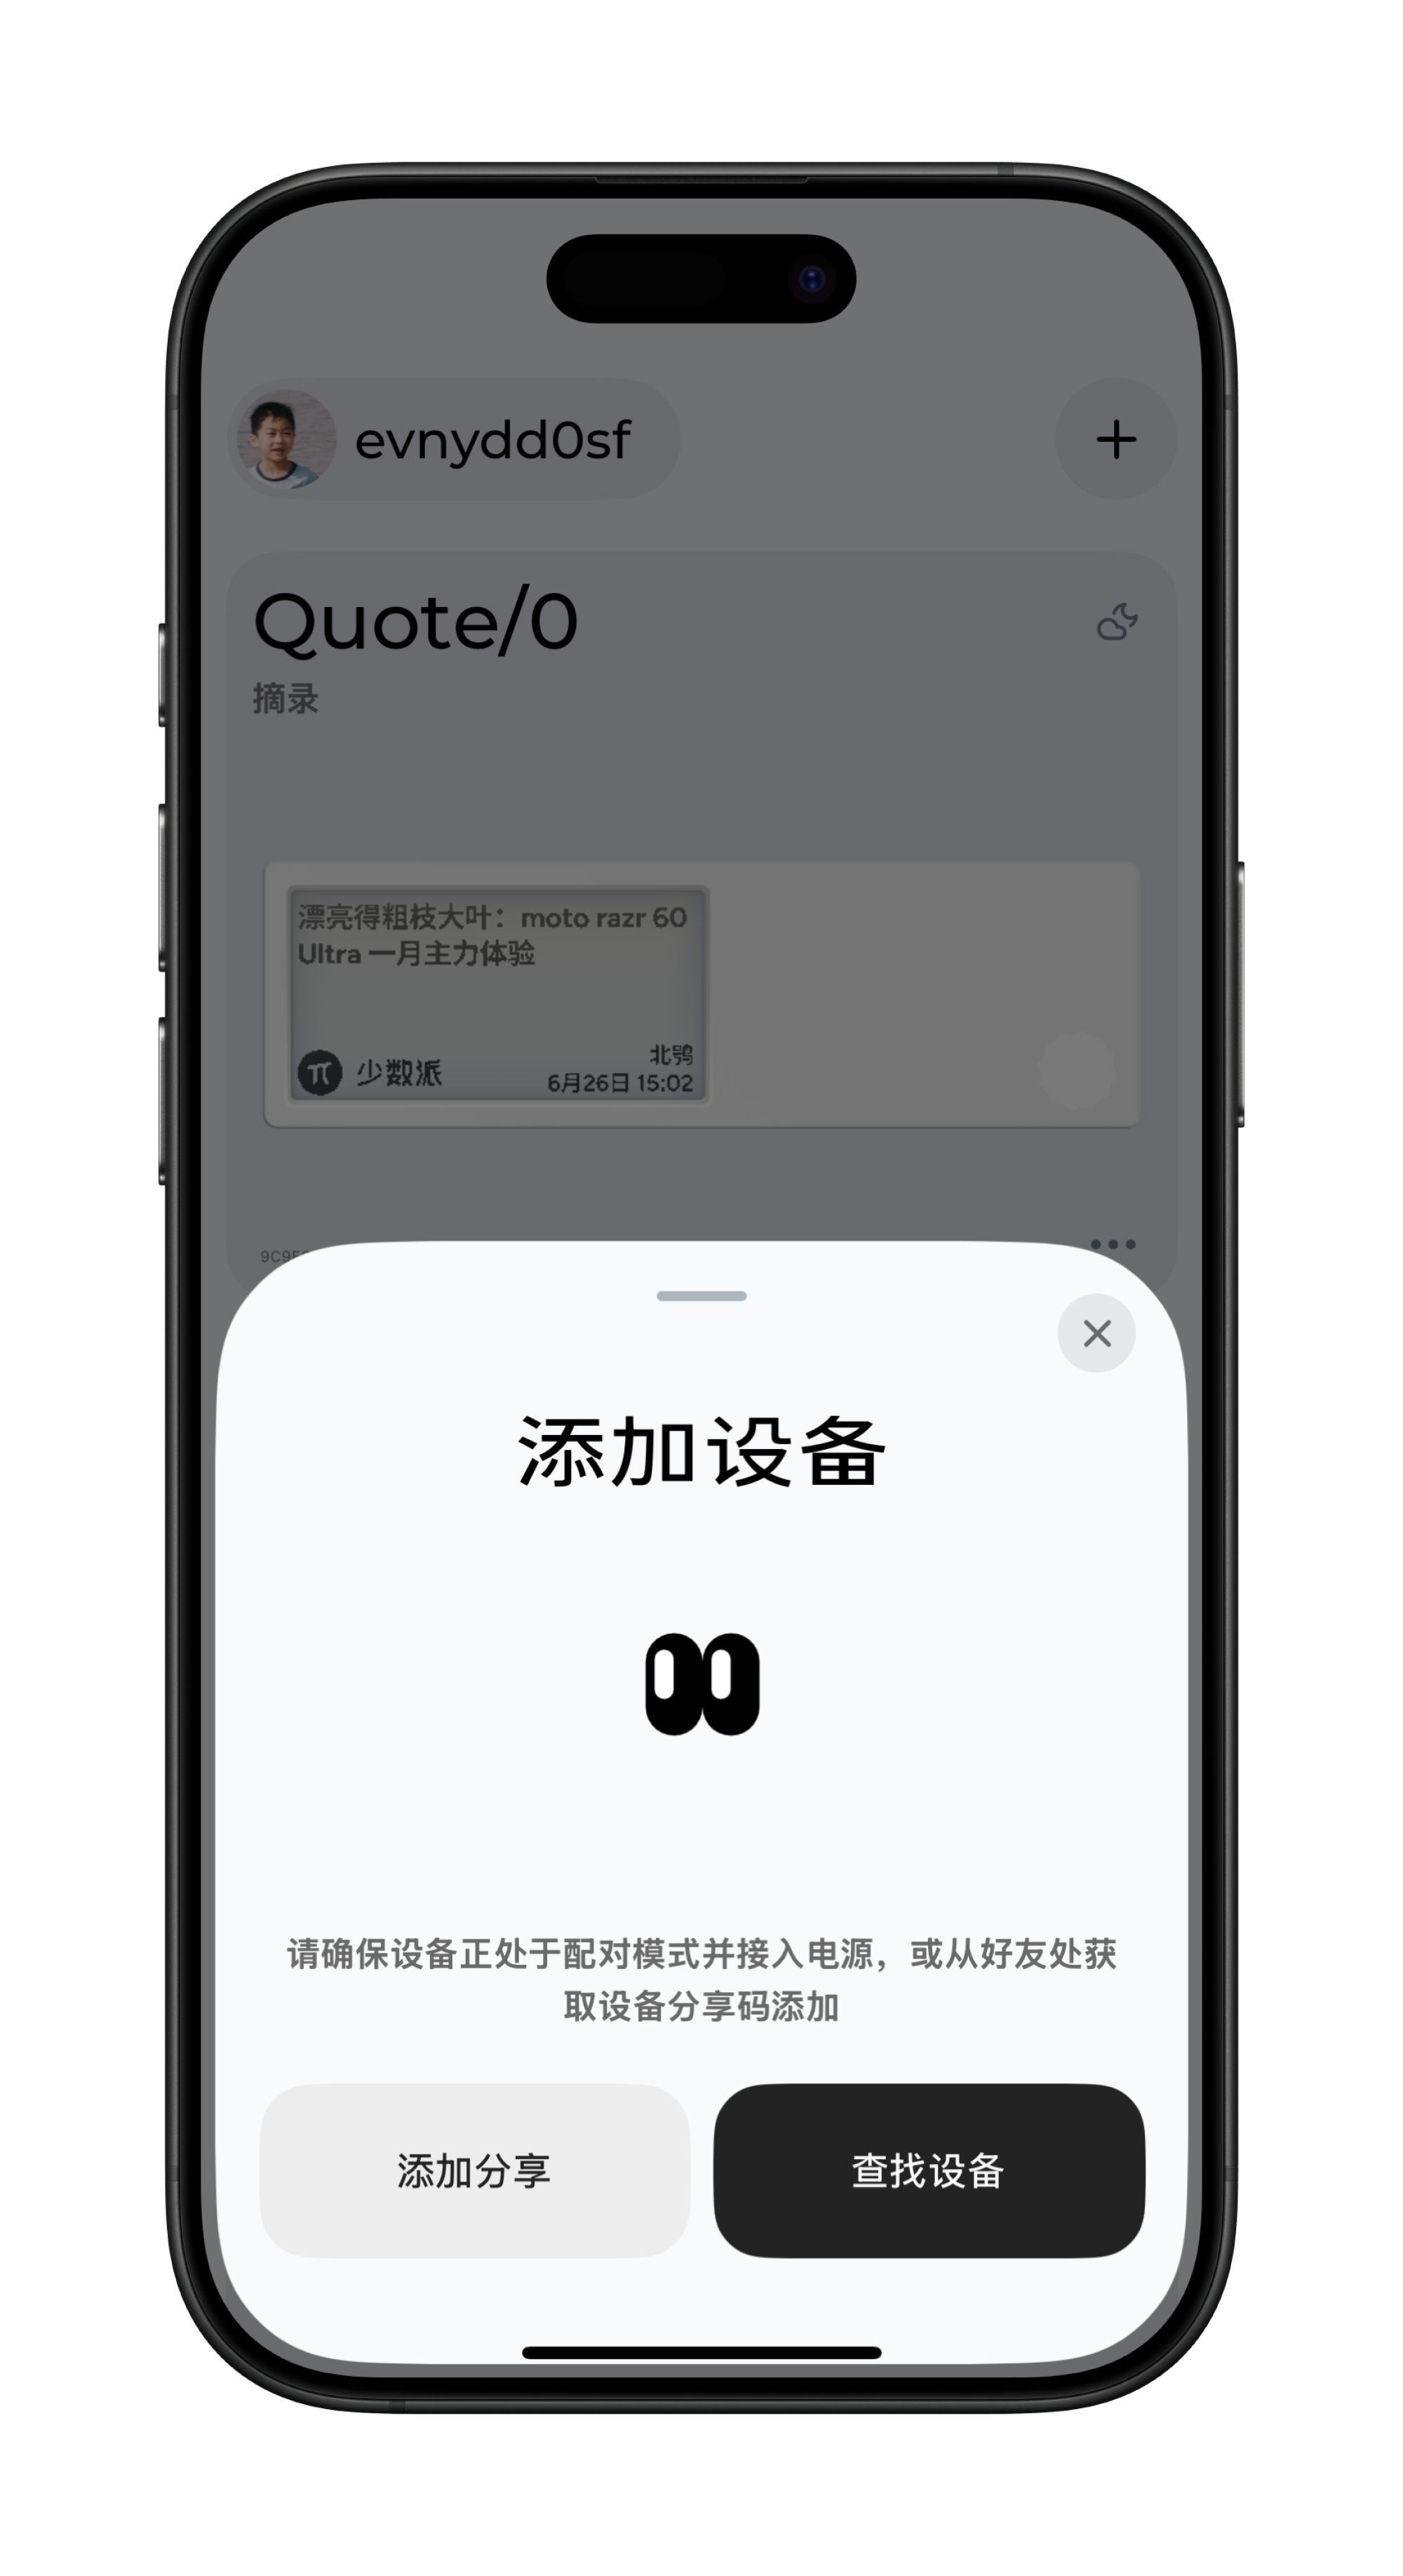 evnydd0sf
Quote/0
摘录
漂亮得粗枝大叶：moto razr 60
Ultra 一月主力体验
少数派
北鸮
6月26日 15:02
添加设备
请确保设备正处于配对模式并接入电源，或从好友处获
取设备分享码添加
添加分享
查找设备